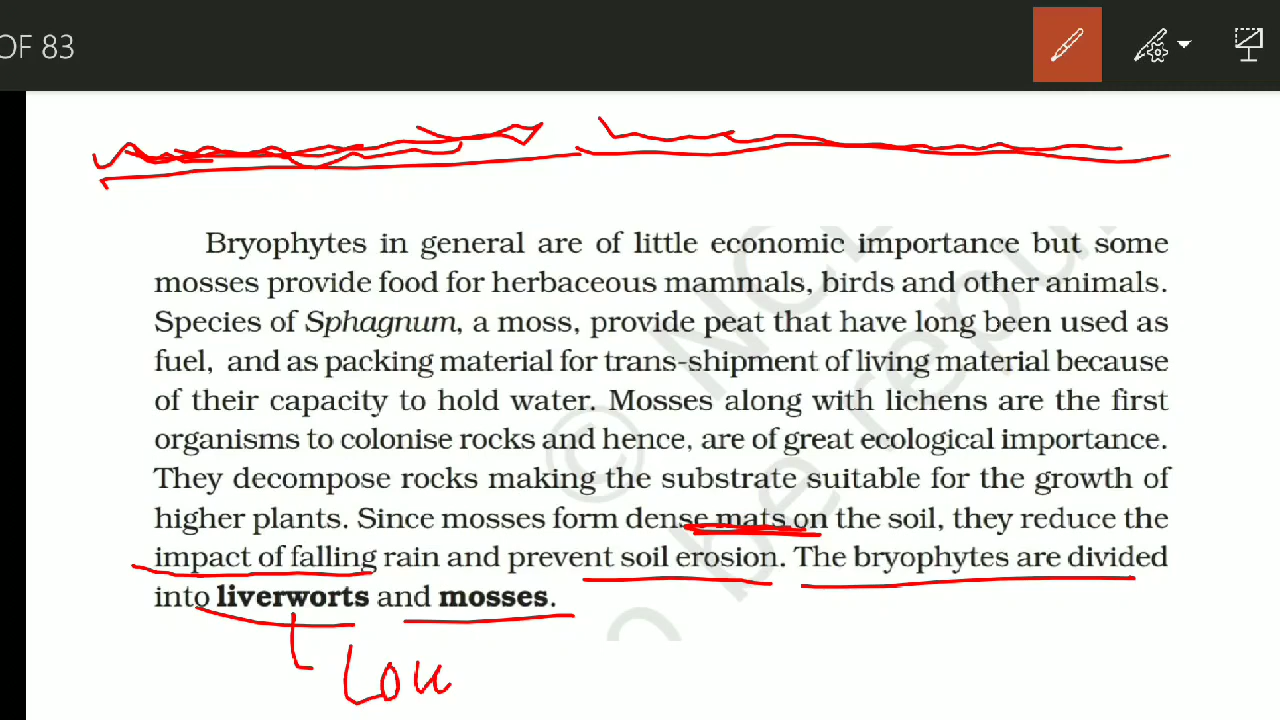 OF 83
Bryophytes in general are of little economic importance but some
mosses provide food for herbaceous mammals, birds and other animals.
Species of Sphagnum, a moss, provide peat that have long been used as
fuel, and as packing material for trans-shipment of living material because
of their capacity to hold water. Mosses along with lichens are the first
organisms to colonise rocks and hence, are of great ecological importance.
They decompose rocks making the substrate suitable for the growth of
higher plants. Since mosses form dense mats on the soil, they reduce the
impact of falling rain and prevent soil erosion. The bryophytes are divided
into liverworts and mosses.